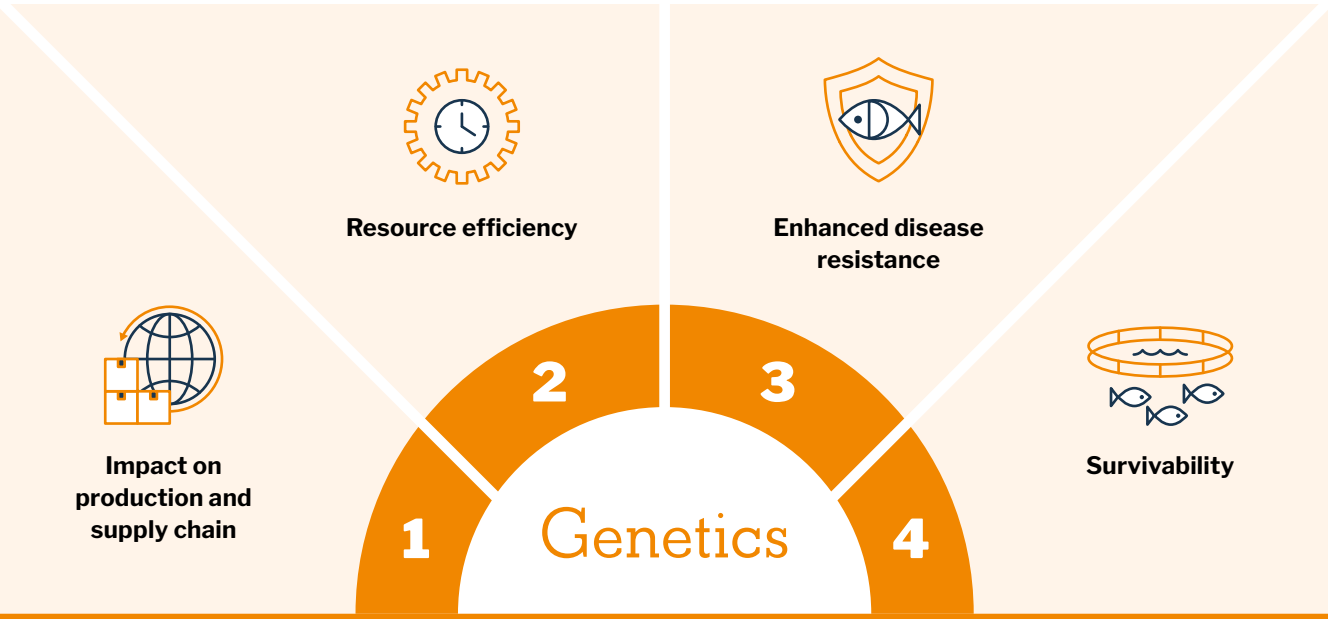 1
Impact on
production and
supply chain
2
Resource efficiency
3
Enhanced disease
resistance
4
Survivability
Genetics